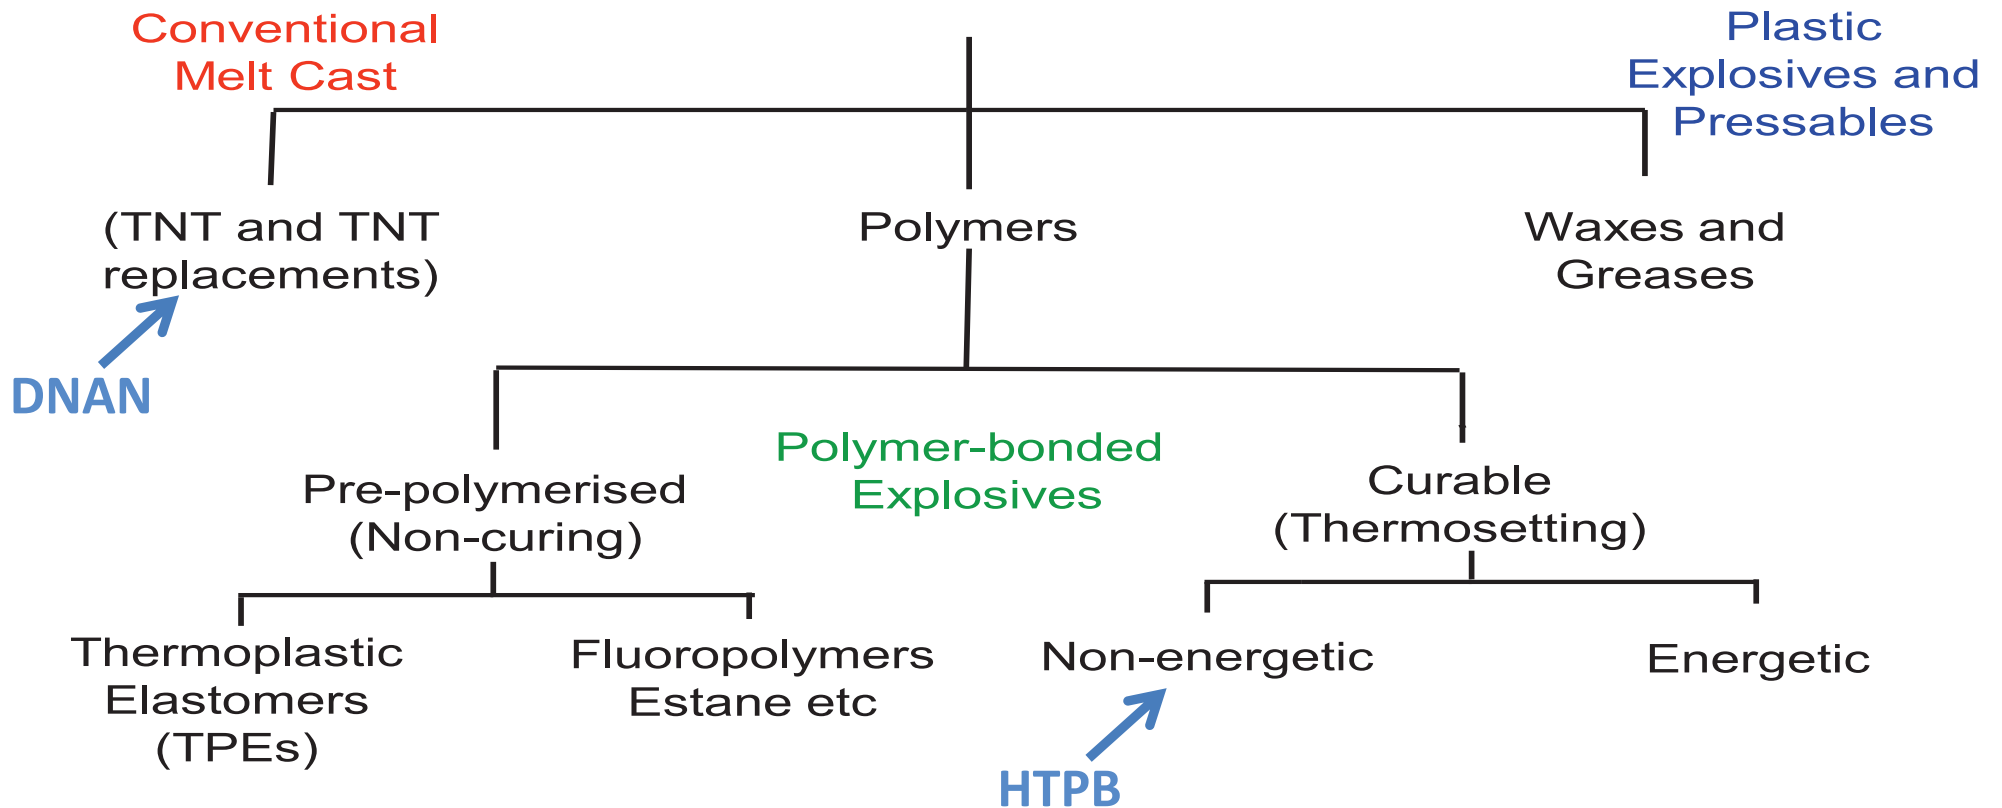 Conventional
Melt Cast
Plastic
Explosives and
Pressables
(TNT and TNT
replacements)
Polymers
Waxes and
Greases
DNAN
Polymer-bonded
Explosives
Pre-polymerised
(Non-curing)
Curable
(Thermosetting)
Thermoplastic
Elastomers
(TPEs)
Fluoropolymers
Estane etc
Non-energetic
Energetic
HTPB